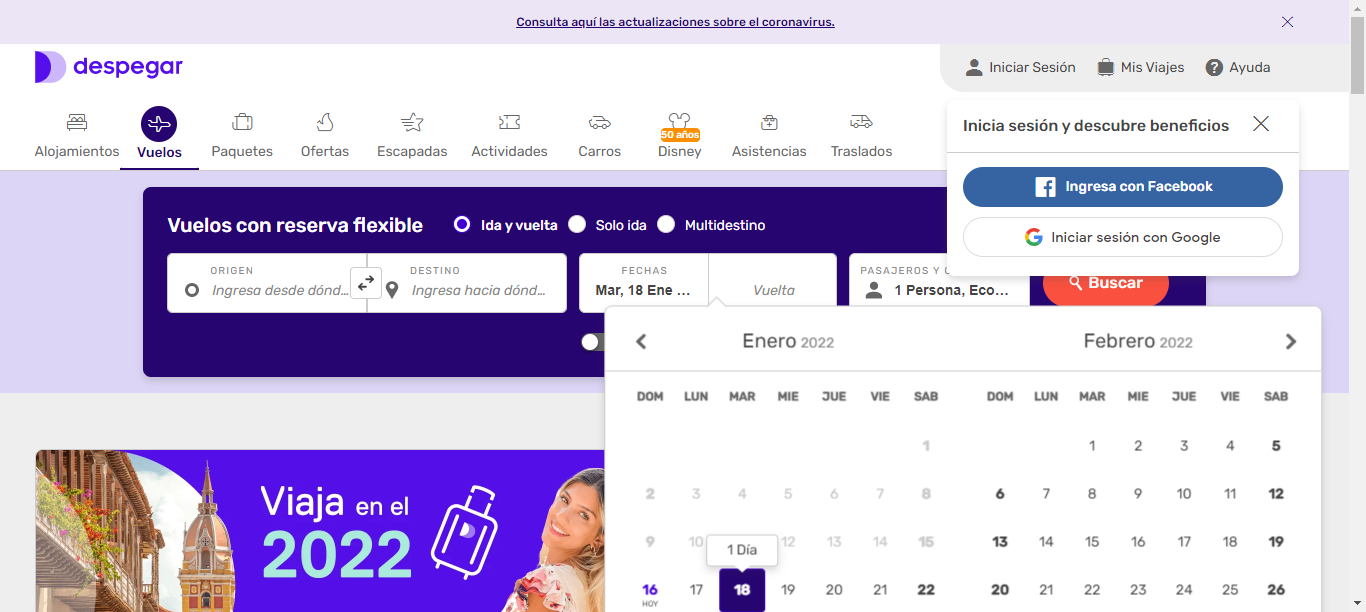 Consulta aquí las actualizaciones sobre el coronavirus.
despegar
Iniciar Sesión Mis Viajes Ayuda
Alojamientos Vuelos Paquetes Ofertas Escapadas Actividades Carros 50 años Disney Asistencias Traslados
Inicia sesión y descubre beneficios
Ingresa con Facebook
Iniciar sesión con Google
Vuelos con reserva flexible Ida y vuelta Solo ida Multidestino
ORIGEN DESTINO FECHAS PASAJEROS Y
Ingresa desde dónd... Ingresa hacia dónd... Mar, 18 Ene ... Vuelta 1 Persona, Eco... Buscar
Enero 2022 Febrero 2022
DOM LUN MAR MIE JUE VIE SAB DOM LUN MAR MIE JUE VIE SAB
1 1 2 3 4 5
2 3 4 5 6 7 8 6 7 8 9 10 11 12
9 10 12 13 14 15 13 14 15 16 17 18 19
1 Día
16 17 18 19 20 21 22 20 21 22 23 24 25 26
HOY
Viaja en el
2022